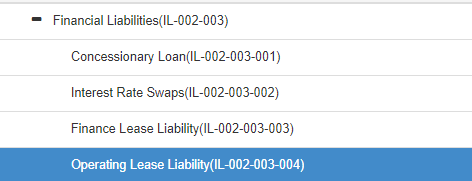 Financial Liabilities(IL-002-003)
Concessionary Loan(IL-002-003-001)
Interest Rate Swaps(IL-002-003-002)
Finance Lease Liability(IL-002-003-003)
Operating Lease Liability(IL-002-003-004)